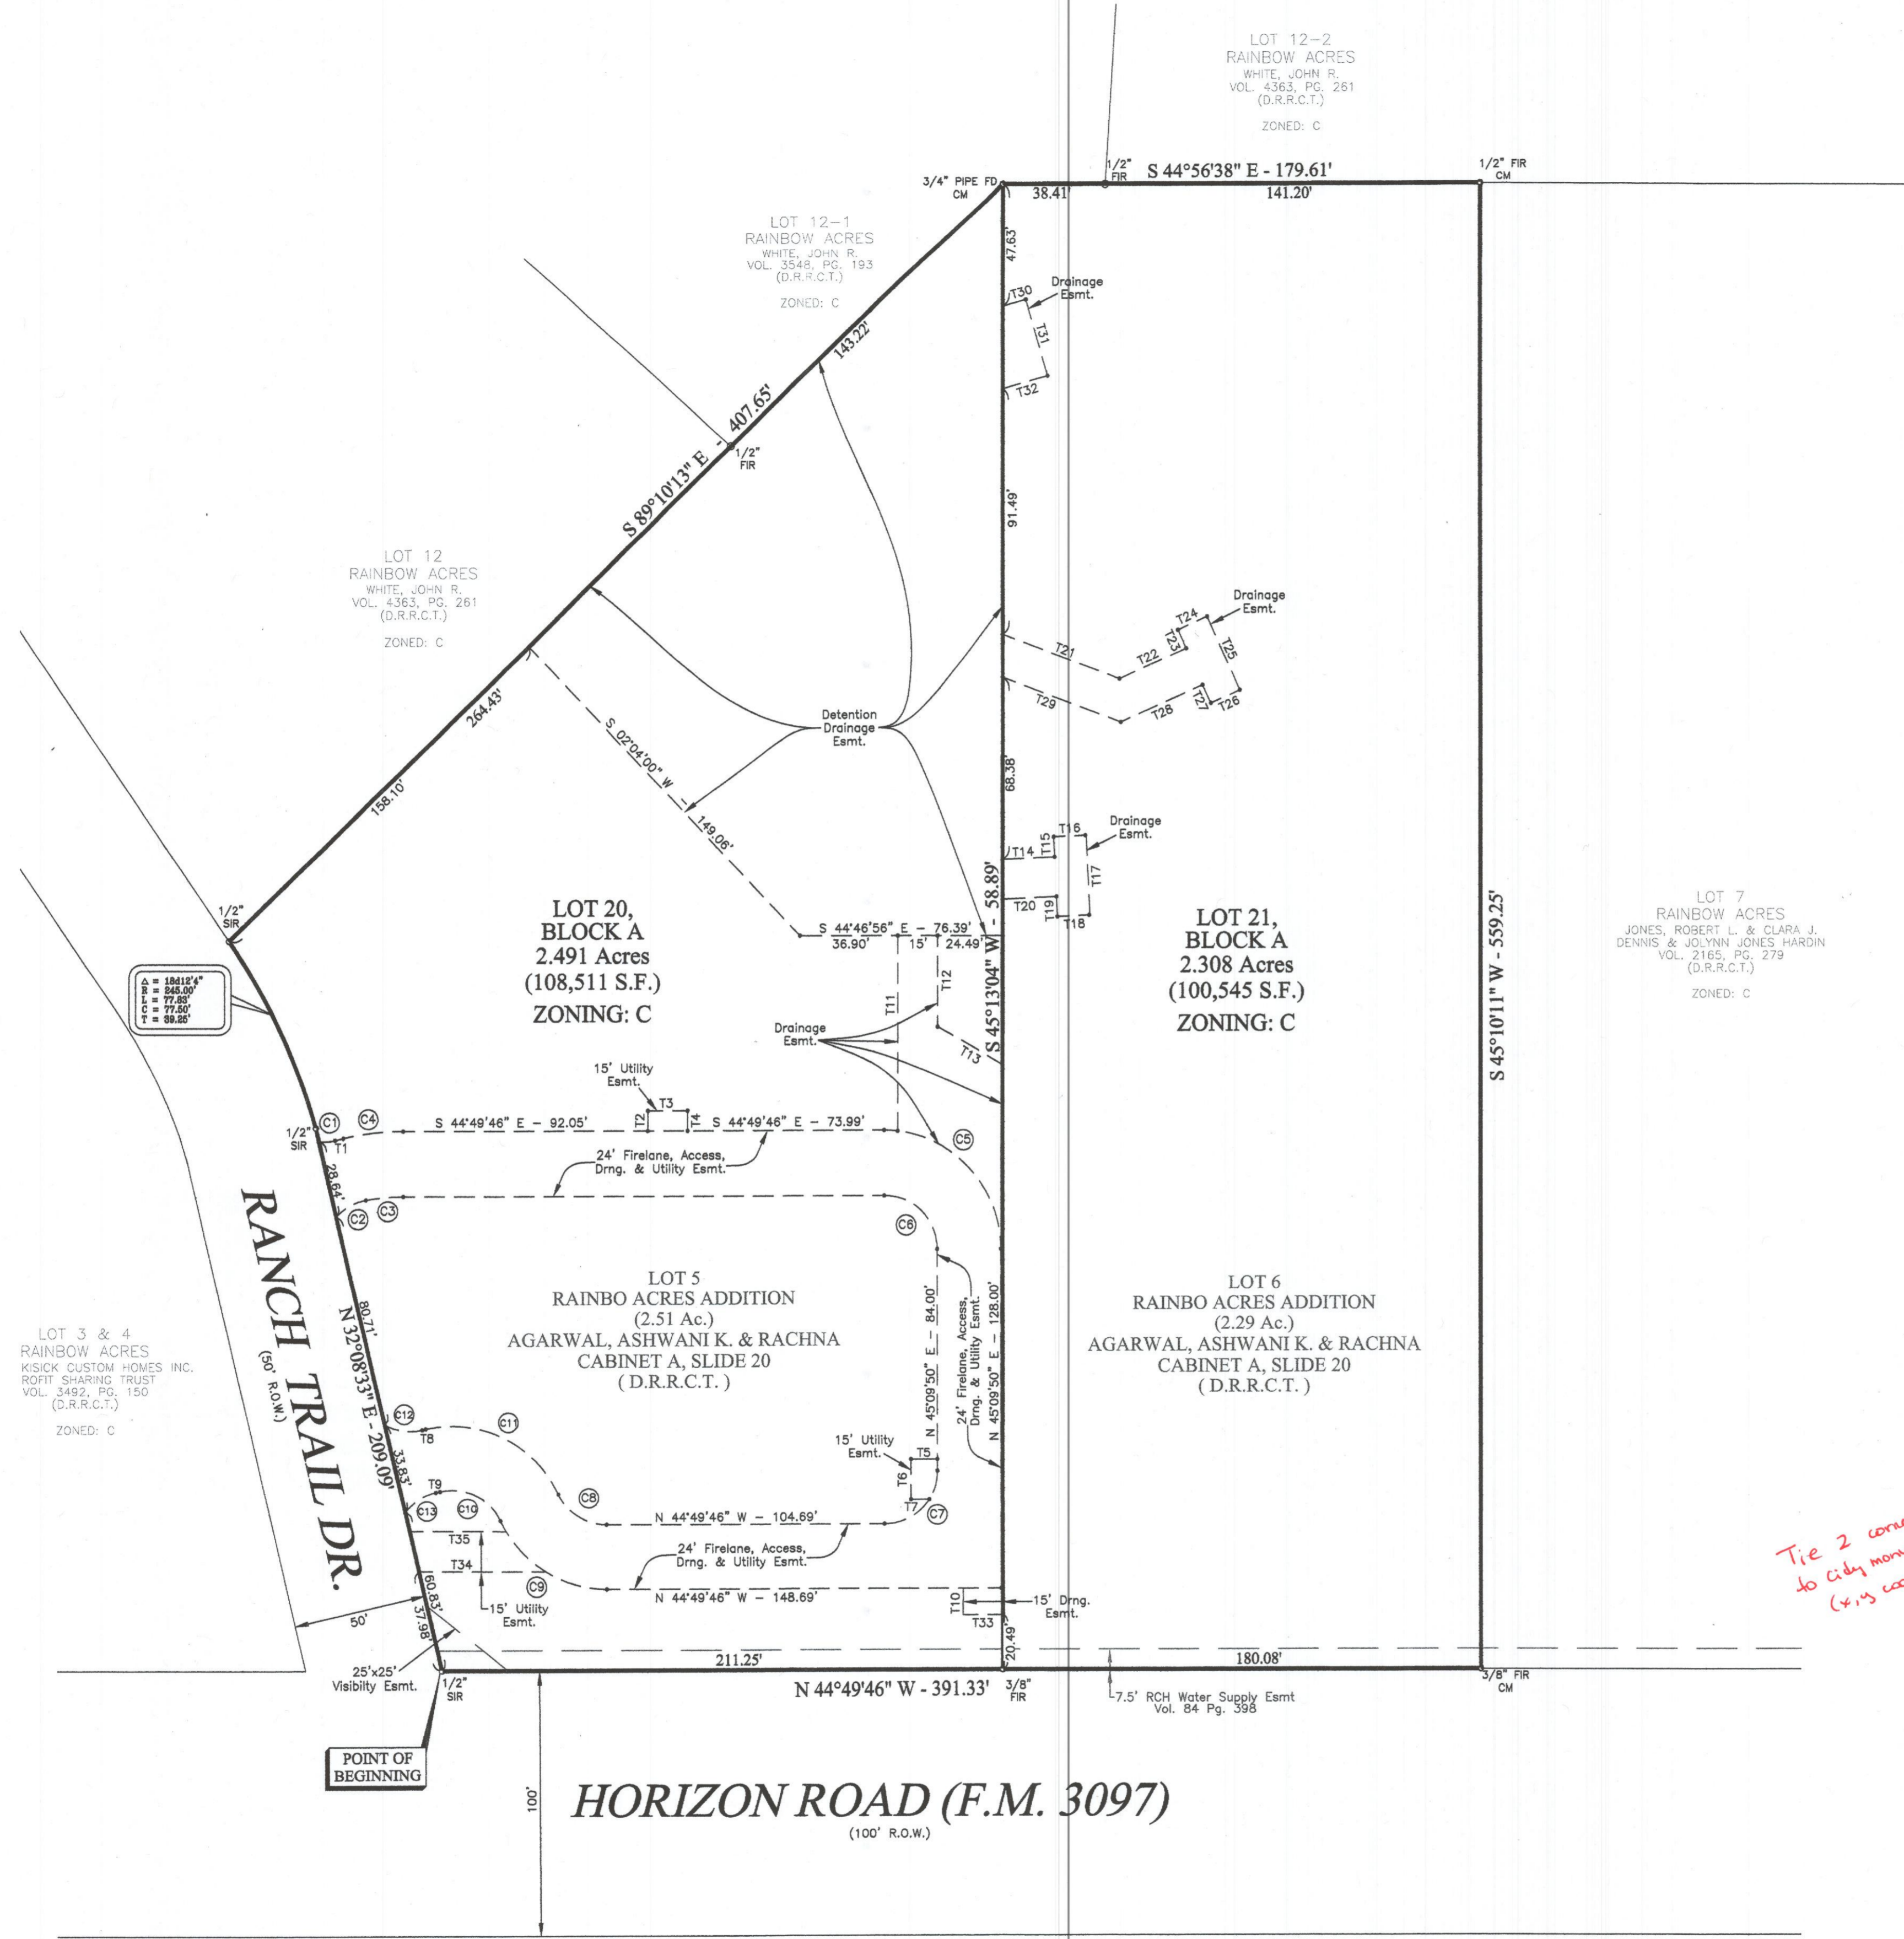 LOT 12-2
RAINBOW ACRES
WHITE, JOHN R.
VOL. 4363, PG. 261
(D.R.R.C.T.)
ZONED: C
1/2"
FIR
S 44°56'38" E - 179.61'
1/2" FIR
CM
3/4" PIPE FD
CM
38.41'
141.20'
LOT 12-1
RAINBOW ACRES
WHITE, JOHN R.
VOL. 3548, PG. 193
(D.R.R.C.T.)
ZONED: C
47.63'
T30
Drainage
Esmt.
T31
T32
143.22'
S 89°10'13" E - 407.65'
1/2"
FIR
91.49'
LOT 12
RAINBOW ACRES
WHITE, JOHN R.
VOL. 4363, PG. 261
(D.R.R.C.T.)
ZONED: C
Drainage
Esmt.
T24
T23
T25
T21
T22
T29
T28
T27
T26
264.43'
Detention
Drainage
Esmt.
S 02°04'00" W - 149.06'
68.38'
158.10'
Drainage
Esmt.
T16
T15
T14
T17
T20
T19
T18
1/2"
SIR
LOT 20,
BLOCK A
2.491 Acres
(108,511 S.F.)
ZONING: C
S 44°46'56" E - 76.39'
36.90'
15'
24.49'
S 45°13'04" W - 58.89'
LOT 21,
BLOCK A
2.308 Acres
(100,545 S.F.)
ZONING: C
S 45°10'11" W - 559.25'
LOT 7
RAINBOW ACRES
JONES, ROBERT L. & CLARA J.
DENNIS & JOLYNN JONES HARDIN
VOL. 2165, PG. 279
(D.R.R.C.T.)
ZONED: C
Δ = 18d12'4"
R = 245.00'
L = 77.83'
C = 77.50'
T = 39.25'
T11
T12
T13
Drainage
Esmt.
15' Utility
Esmt.
T3
T2
T4
C1
C4
1/2"
SIR
T1
S 44°49'46" E - 92.05'
S 44°49'46" E - 73.99'
C5
24' Firelane, Access,
Drng. & Utility Esmt.
28.64'
C2
C3
C6
RANCH TRAIL DR.
(50' R.O.W.)
LOT 5
RAINBO ACRES ADDITION
(2.51 Ac.)
AGARWAL, ASHWANI K. & RACHNA
CABINET A, SLIDE 20
( D.R.R.C.T. )
N 45°09'50" E - 84.00'
24' Firelane, Access,
Drng. & Utility Esmt.
N 45°09'50" E - 128.00'
LOT 6
RAINBO ACRES ADDITION
(2.29 Ac.)
AGARWAL, ASHWANI K. & RACHNA
CABINET A, SLIDE 20
( D.R.R.C.T. )
LOT 3 & 4
RAINBOW ACRES
KISICK CUSTOM HOMES INC.
ROFIT SHARING TRUST
VOL. 3492, PG. 150
(D.R.R.C.T.)
ZONED: C
80.71'
N 32°08'33" E - 209.09'
C12
T8
C11
33.83'
T9
C13
C10
C8
15' Utility
Esmt.
T5
T6
T7
C7
N 44°49'46" W - 104.69'
T35
24' Firelane, Access,
Drng. & Utility Esmt.
T34
C9
N 44°49'46" W - 148.69'
60.83'
37.98'
15' Utility
Esmt.
T10
T33
15' Drng.
Esmt.
20.49'
50'
Tie 2
to city
25'x25'
Visibilty Esmt.
1/2"
SIR
211.25'
N 44°49'46" W - 391.33'
3/8"
FIR
180.08'
7.5' RCH Water Supply Esmt
Vol. 84 Pg. 398
3/8" FIR
CM
POINT OF
BEGINNING
100'
HORIZON ROAD (F.M. 3097)
(100' R.O.W.)